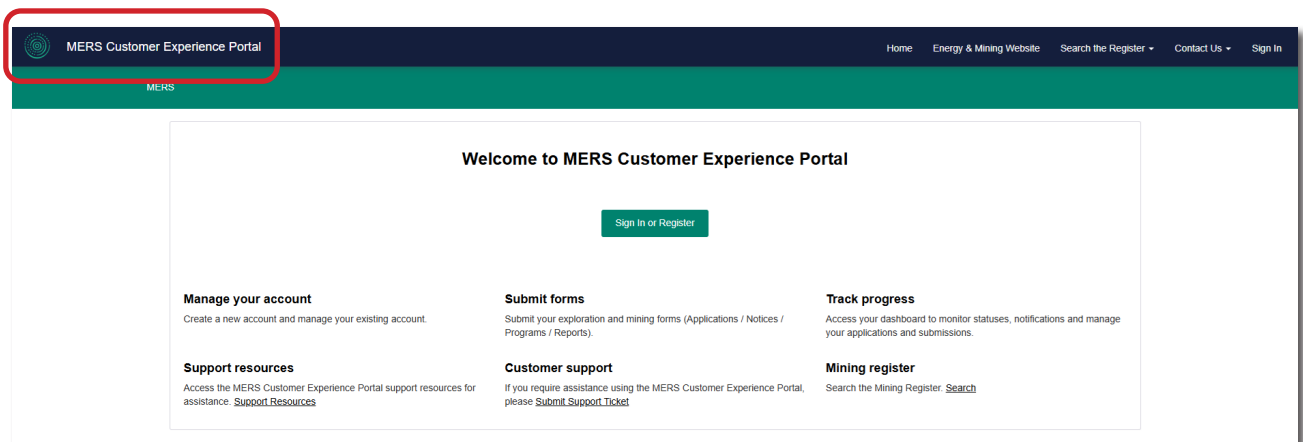 MERS Customer Experience Portal
Home Energy & Mining Website Search the Register Contact Us Sign In
MERS
Welcome to MERS Customer Experience Portal
Sign In or Register
Manage your account
Create a new account and manage your existing account.
Submit forms
Submit your exploration and mining forms (Applications / Notices /
Programs / Reports).
Track progress
Access your dashboard to monitor statuses, notifications and manage
your applications and submissions.
Support resources
Access the MERS Customer Experience Portal support resources for
assistance. Support Resources
Customer support
If you require assistance using the MERS Customer Experience Portal,
please Submit Support Ticket
Mining register
Search the Mining Register. Search